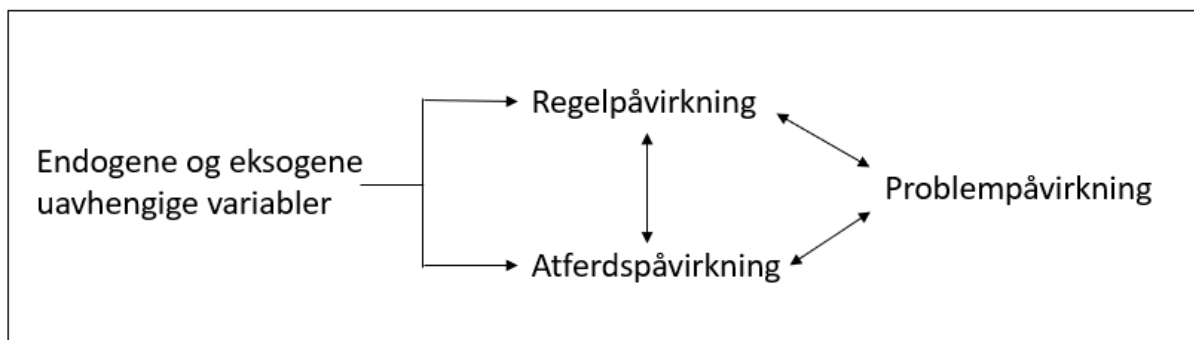 Regelpåvirkning
Endogene og eksogene
uavhengige variabler
Problempåvirkning
Atferdspåvirkning